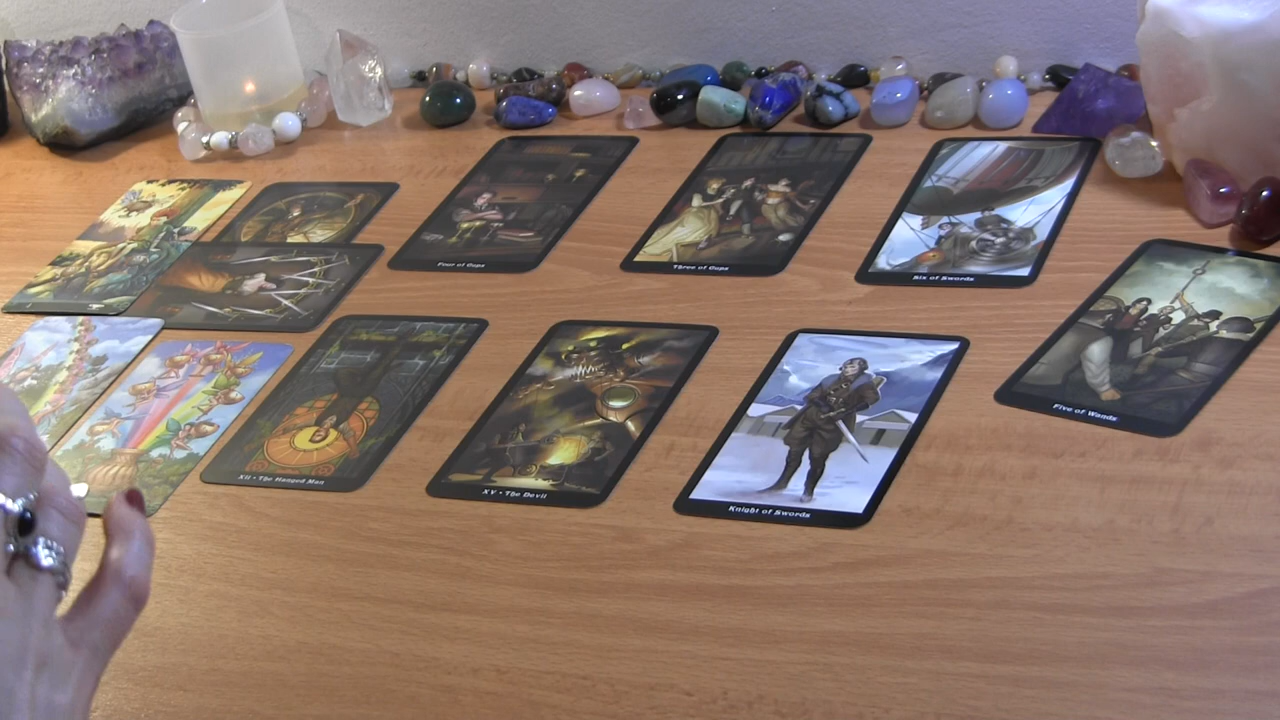 Four of Cups
Three of Cups
Six of Swords
Five of Wands
XII • The Hanged Man
XV • The Devil
Knight of Swords